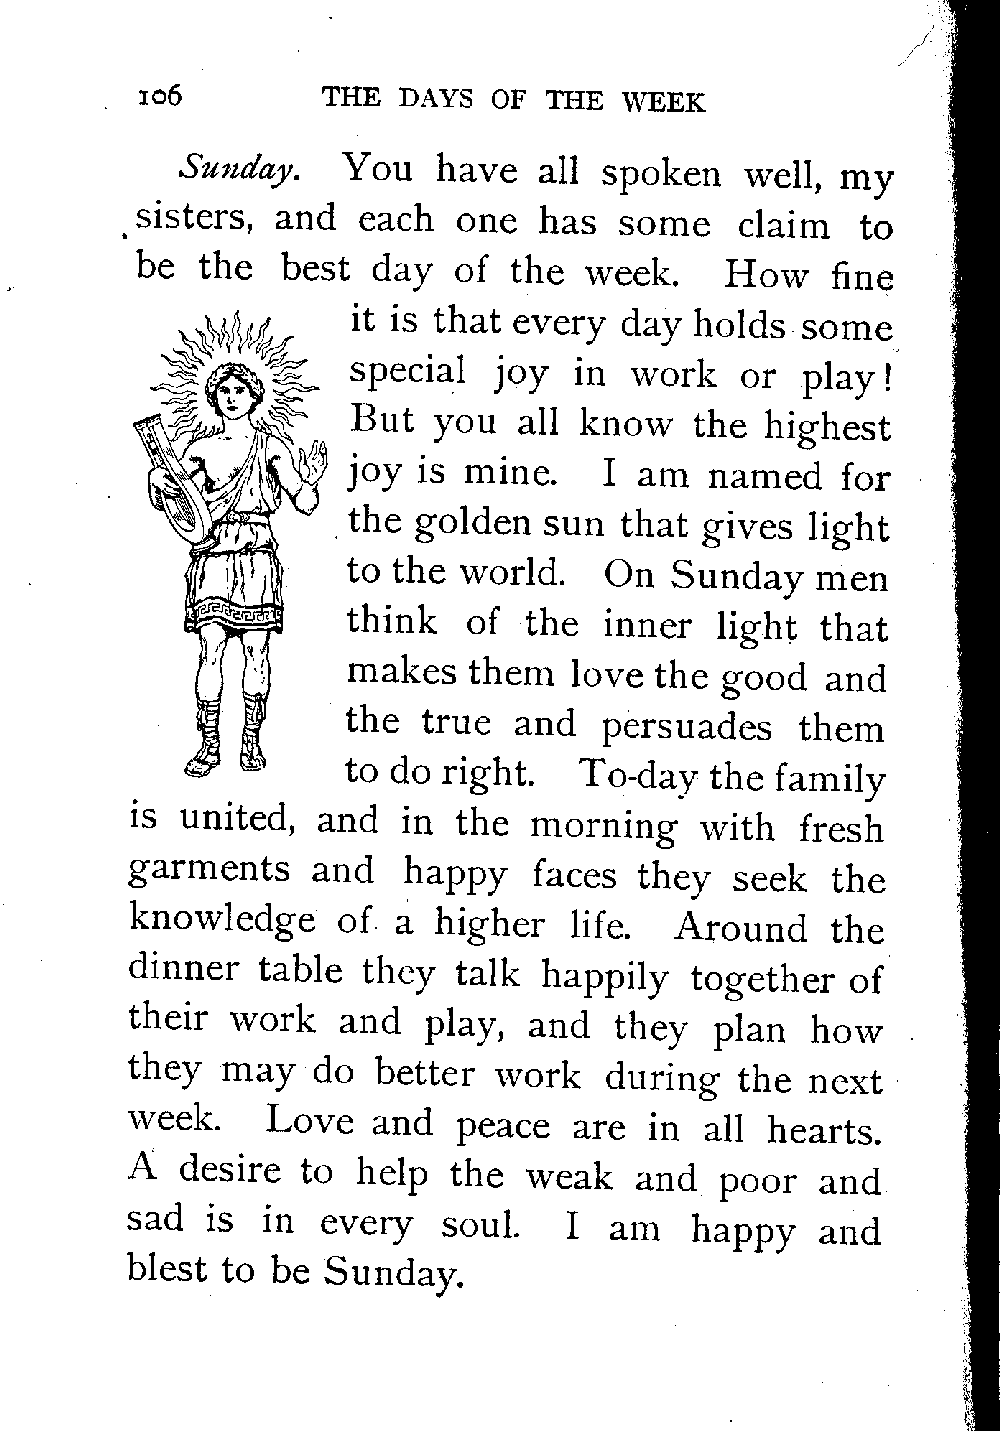 106 THE DAYS OF THE WEEK
Sunday. You have all spoken well, my
sisters, and each one has some claim to
be the best day of the week. How fine
it is that every day holds some
special joy in work or play!
But you all know the highest
joy is mine. I am named for
the golden sun that gives light
to the world. On Sunday men
think of the inner light that
makes them love the good and
the true and persuades them
to do right. To-day the family
is united, and in the morning with fresh
garments and happy faces they seek the
knowledge of a higher life. Around the
dinner table they talk happily together of
their work and play, and they plan how
they may do better work during the next
week. Love and peace are in all hearts.
A desire to help the weak and poor and
sad is in every soul. I am happy and
blest to be Sunday.